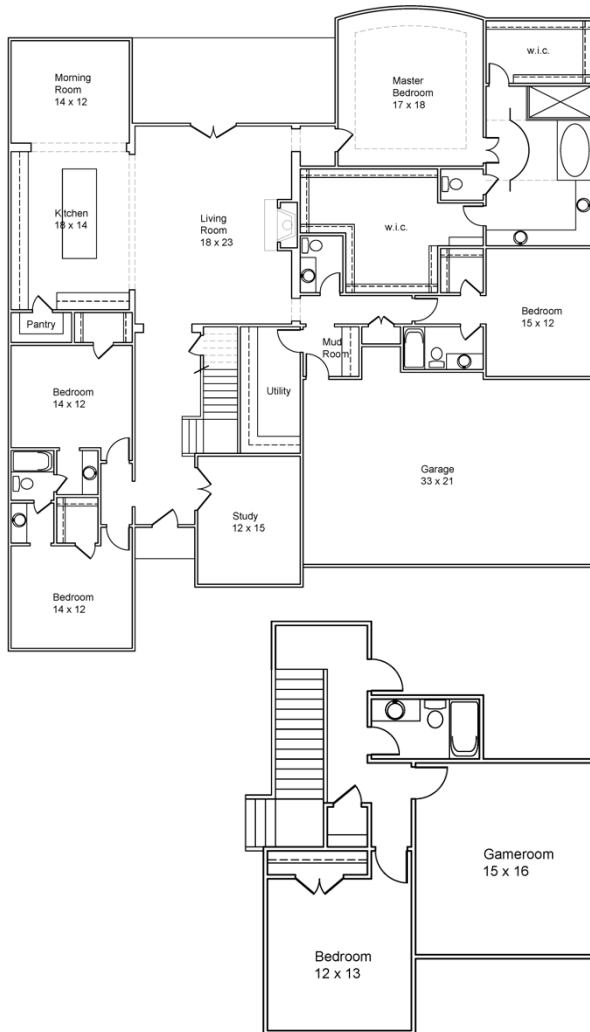 w.i.c.
Morning
Room
14 x 12
Master
Bedroom
17 x 18
Kitchen
18 x 14
Living
Room
18 x 23
w.i.c.
Bedroom
15 x 12
Pantry
Mud
Room
Bedroom
14 x 12
Utility
Garage
33 x 21
Study
12 x 15
Bedroom
14 x 12
Gameroom
15 x 16
Bedroom
12 x 13